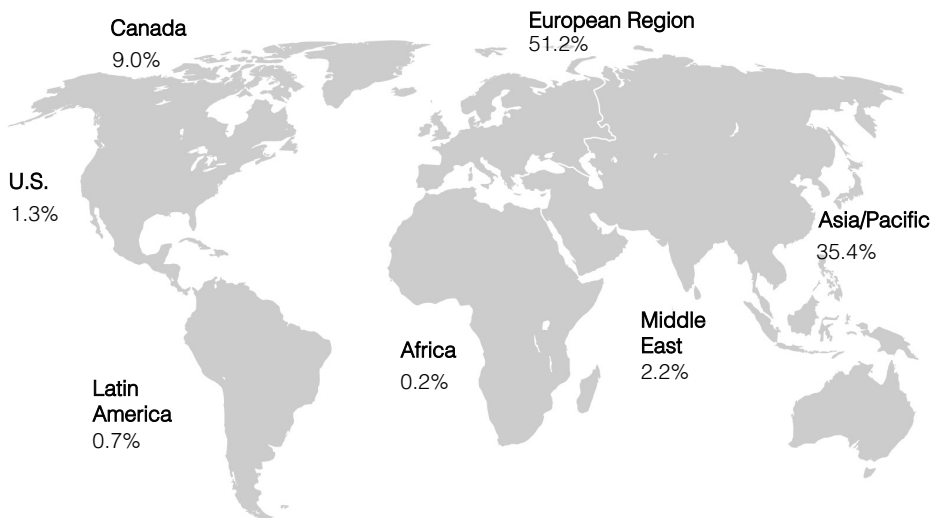 Canada
9.0%
European Region
51.2%
U.S.
1.3%
Asia/Pacific
35.4%
Middle
East
2.2%
Africa
0.2%
Latin
America
0.7%